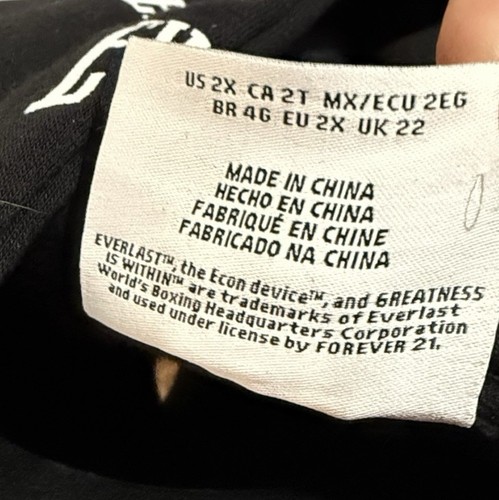 US 2X CA 2T MX/ECU 2EG
BR 4G EU 2X UK 22
MADE IN CHINA
HECHO EN CHINA
FABRIQUÉ EN CHINE
FABRICADO NA CHINA
EVERLAST™, the Econ device™, and GREATNESS
IS WITHIN™ are trademarks of Everlast
World's Boxing Headquarters Corporation
and used under license by FOREVER 21.